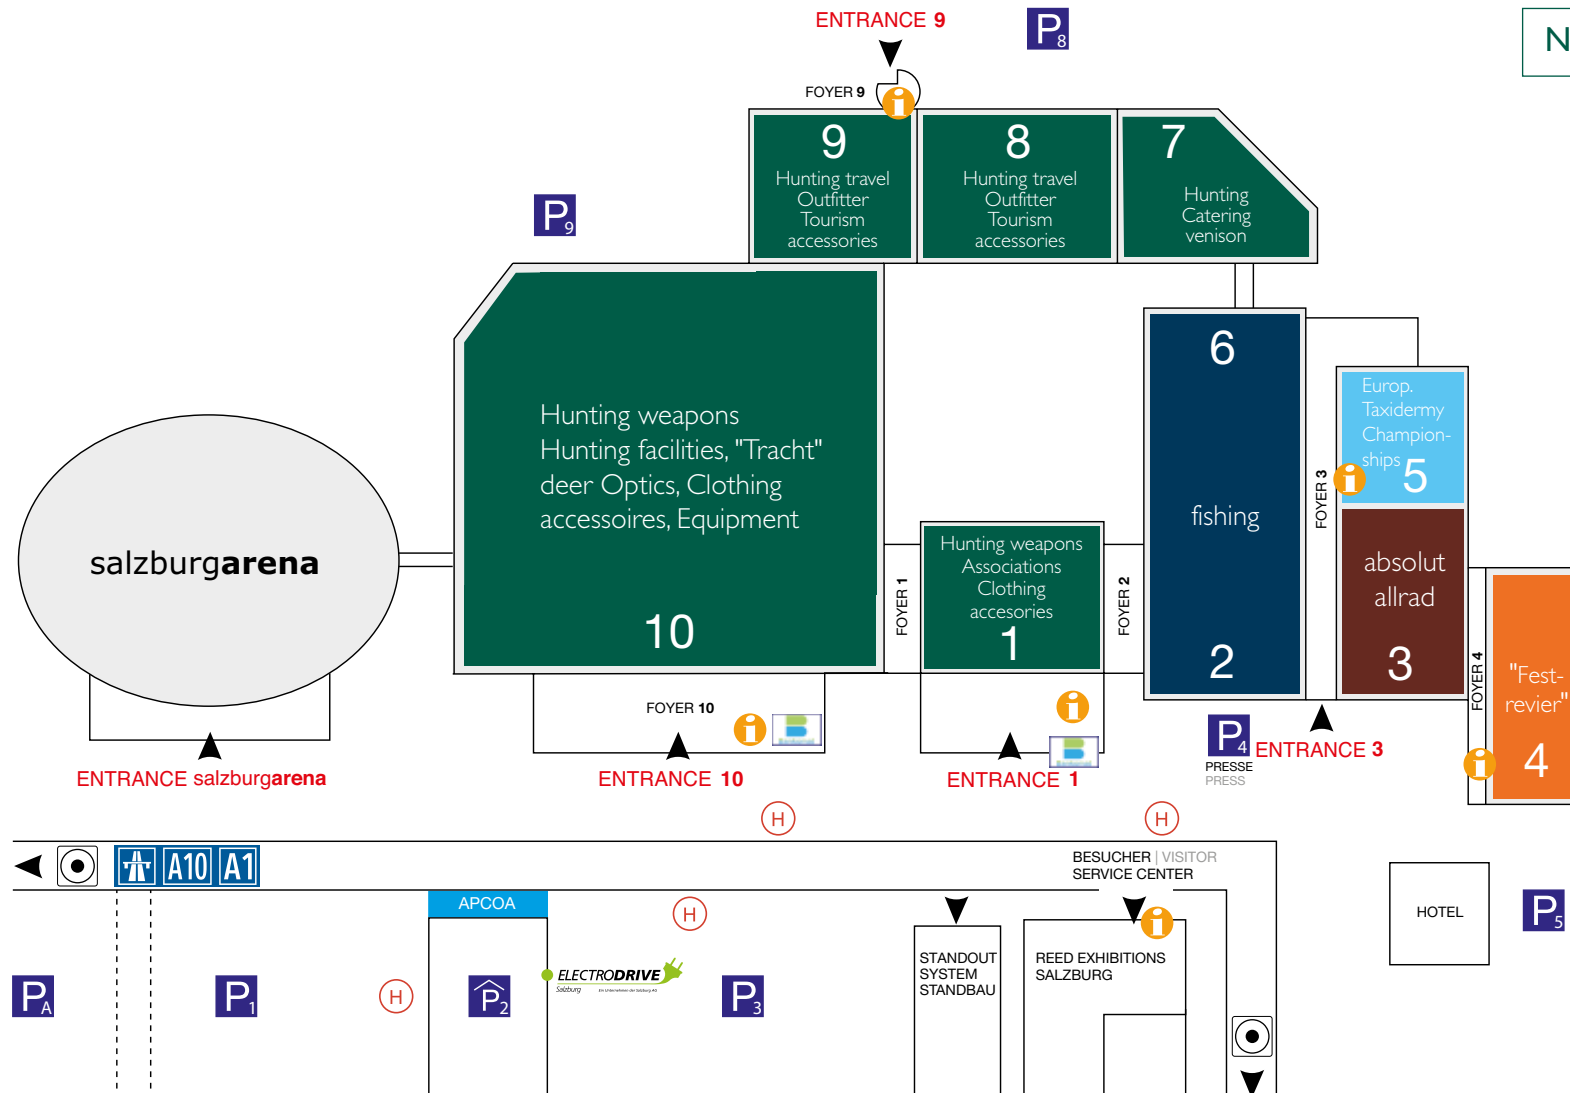 ENTRANCE 9
P8
N
FOYER 9
i
9
Hunting travel
Outfitter
Tourism
accessories
8
Hunting travel
Outfitter
Tourism
accessories
7
Hunting
Catering
venison
P9
Hunting weapons
Hunting facilities, "Tracht"
deer Optics, Clothing
accessoires, Equipment
10
salzburgarena
FOYER 1
Hunting weapons
Associations
Clothing
accesories
1
FOYER 2
6
fishing
2
FOYER 3
Europ.
Taxidermy
Champion-
ships
5
i
absolut
allrad
3
FOYER 4
"Fest-
revier"
4
i
FOYER 10
i
i
P4
PRESSE
PRESS
ENTRANCE 3
ENTRANCE salzburgarena
ENTRANCE 10
ENTRANCE 1
H
H
A10
A1
BESUCHER | VISITOR
SERVICE CENTER
i
APCOA
H
HOTEL
P5
STANDOUT
SYSTEM
STANDBAU
REED EXHIBITIONS
SALZBURG
ELECTRODRIVE
Salzburg
PA
P1
H
P2
P3